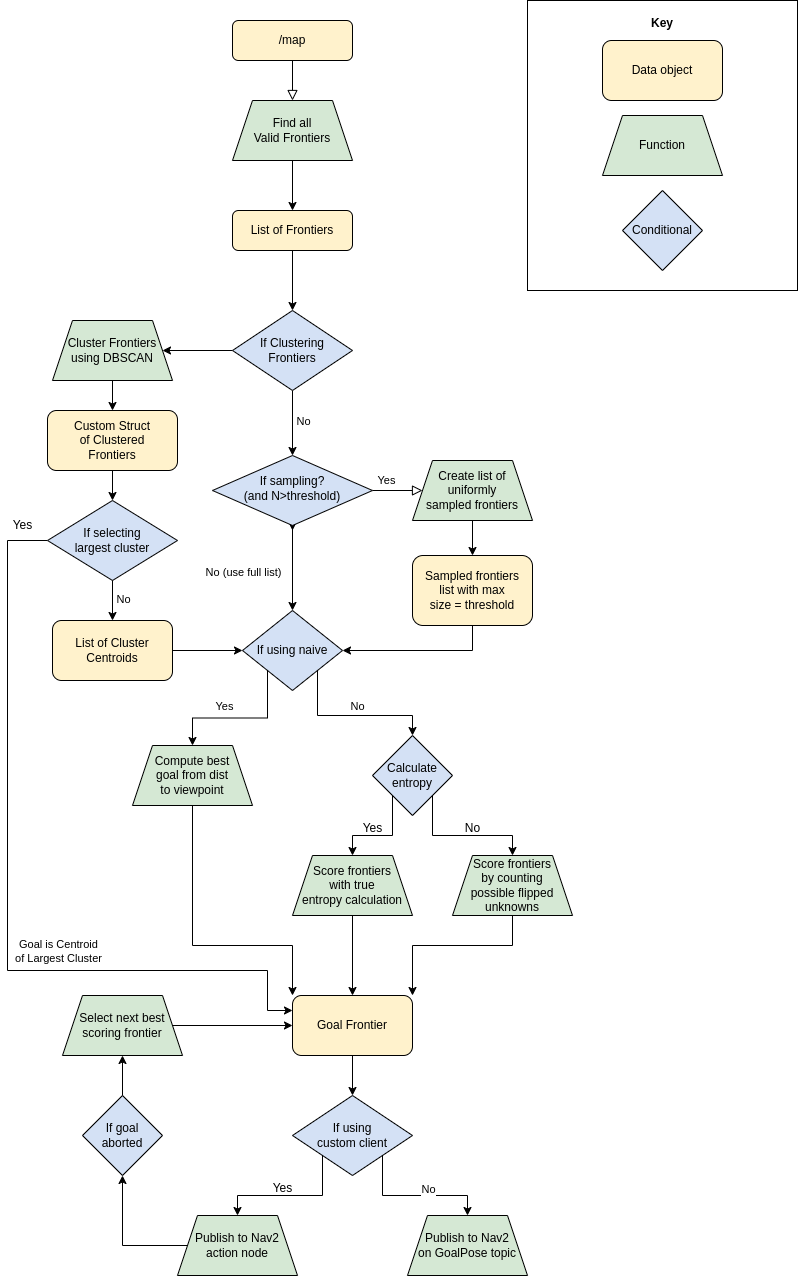 Key
/map
Data object
Find all
Valid Frontiers
Function
List of Frontiers
Conditional
Cluster Frontiers
using DBSCAN
If Clustering
Frontiers
No
Custom Struct
of Clustered
Frontiers
If sampling?
(and N>threshold)
Yes
Create list of
uniformly
sampled frontiers
Yes
If selecting
largest cluster
No
No (use full list)
Sampled frontiers
list with max
size = threshold
List of Cluster
Centroids
If using naive
Yes
No
Compute best
goal from dist
to viewpoint
Calculate
entropy
Yes
No
Score frontiers
with true
entropy calculation
Score frontiers
by counting
possible flipped
unknowns
Goal is Centroid
of Largest Cluster
Select next best
scoring frontier
Goal Frontier
If goal
aborted
If using
custom client
Yes
No
Publish to Nav2
action node
Publish to Nav2
on GoalPose topic